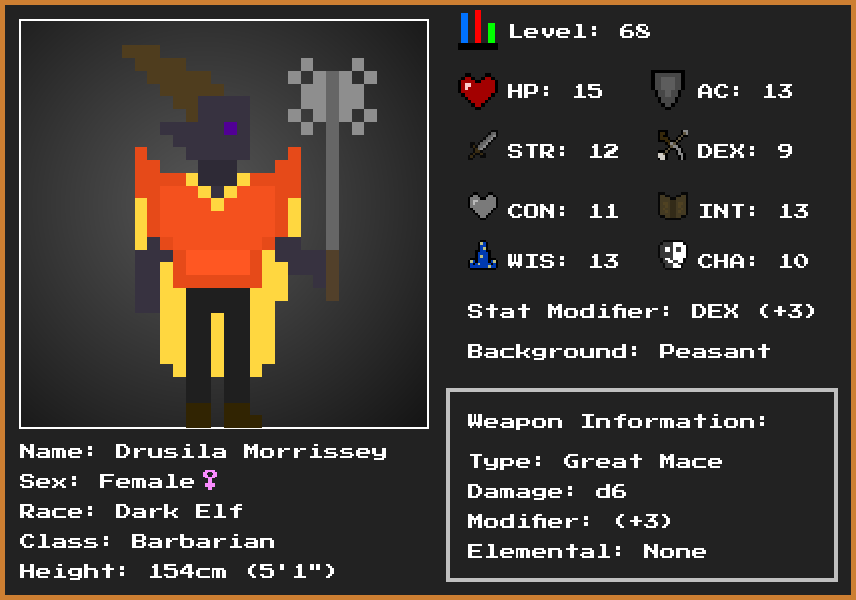 Level: 68
HP: 15
AC: 13
STR: 12
DEX: 9
CON: 11
INT: 13
WIS: 13
CHA: 10
Stat Modifier: DEX (+3)
Background: Peasant
Weapon Information:
Type: Great Mace
Damage: d6
Modifier: (+3)
Elemental: None
Name: Drusila Morrissey
Sex: Female♀
Race: Dark Elf
Class: Barbarian
Height: 154cm (5'1")